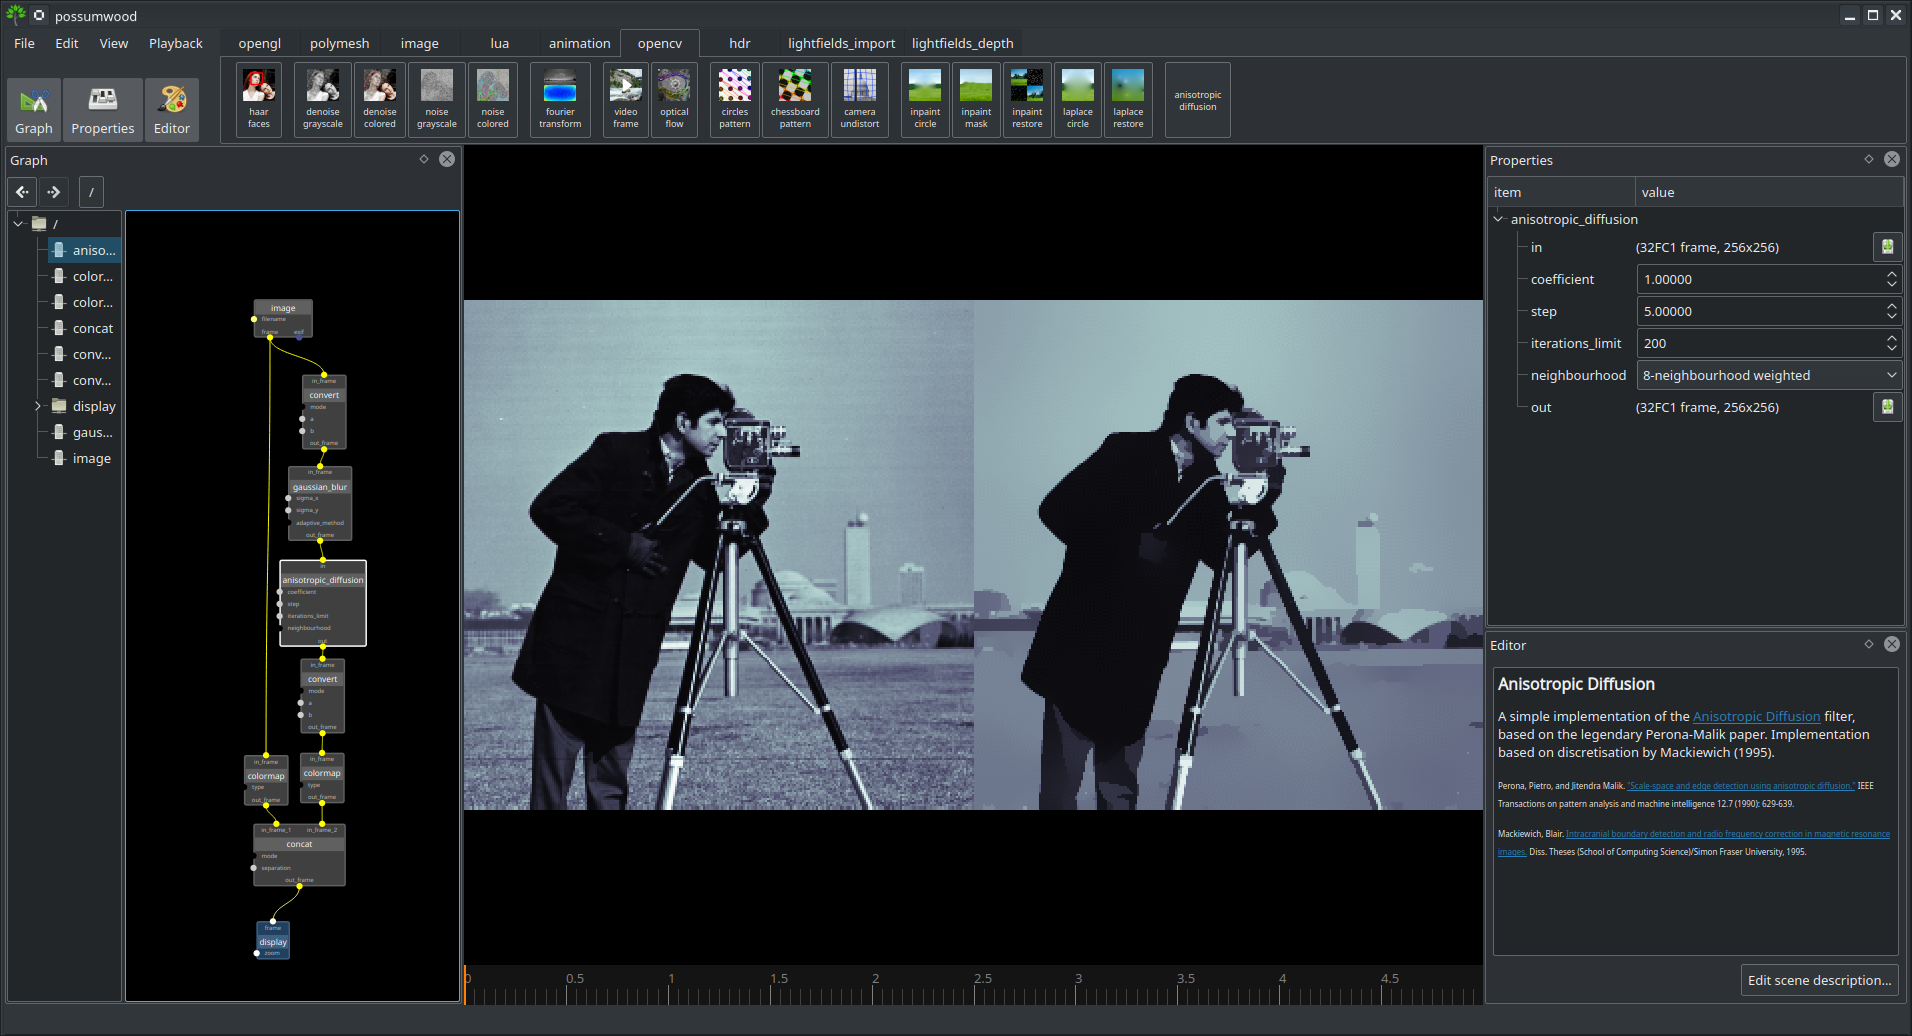 possumwood
File Edit View Playback
opengl polymesh image lua animation opencv hdr lightfields_import lightfields_depth
Graph Properties Editor
haar faces
denoise grayscale
denoise colored
noise grayscale
noise colored
fourier transform
video frame
optical flow
circles pattern
chessboard pattern
camera undistort
inpaint circle
inpaint mask
inpaint restore
laplace circle
laplace restore
anisotropic diffusion
Graph
/
/
aniso...
color...
color...
concat
conv...
conv...
display
gaus...
image
image
filename
frame exif
in_frame
convert
mode
a
b
out_frame
in_frame
gaussian_blur
sigma_x
sigma_y
adaptive_method
out_frame
in
anisotropic_diffusion
coefficient
step
iterations_limit
neighbourhood
out
in_frame
convert
mode
a
b
out_frame
in_frame
colormap
type
out_frame
in_frame
colormap
type
out_frame
in_frame_1 in_frame_2
concat
mode
separation
out_frame
frame
display
zoom
0 0.5 1 1.5 2 2.5 3 3.5 4 4.5
Properties
item value
anisotropic_diffusion
in (32FC1 frame, 256x256)
coefficient 1.00000
step 5.00000
iterations_limit 200
neighbourhood 8-neighbourhood weighted
out (32FC1 frame, 256x256)
Editor
Anisotropic Diffusion
A simple implementation of the Anisotropic Diffusion filter,
based on the legendary Perona-Malik paper. Implementation
based on discretisation by Mackiewich (1995).
Perona, Pietro, and Jitendra Malik. "Scale-space and edge detection using anisotropic diffusion." IEEE
Transactions on pattern analysis and machine intelligence 12.7 (1990): 629-639.
Mackiewich, Blair. Intracranial boundary detection and radio frequency correction in magnetic resonance
images. Diss. Theses (School of Computing Science)/Simon Fraser University, 1995.
Edit scene description...